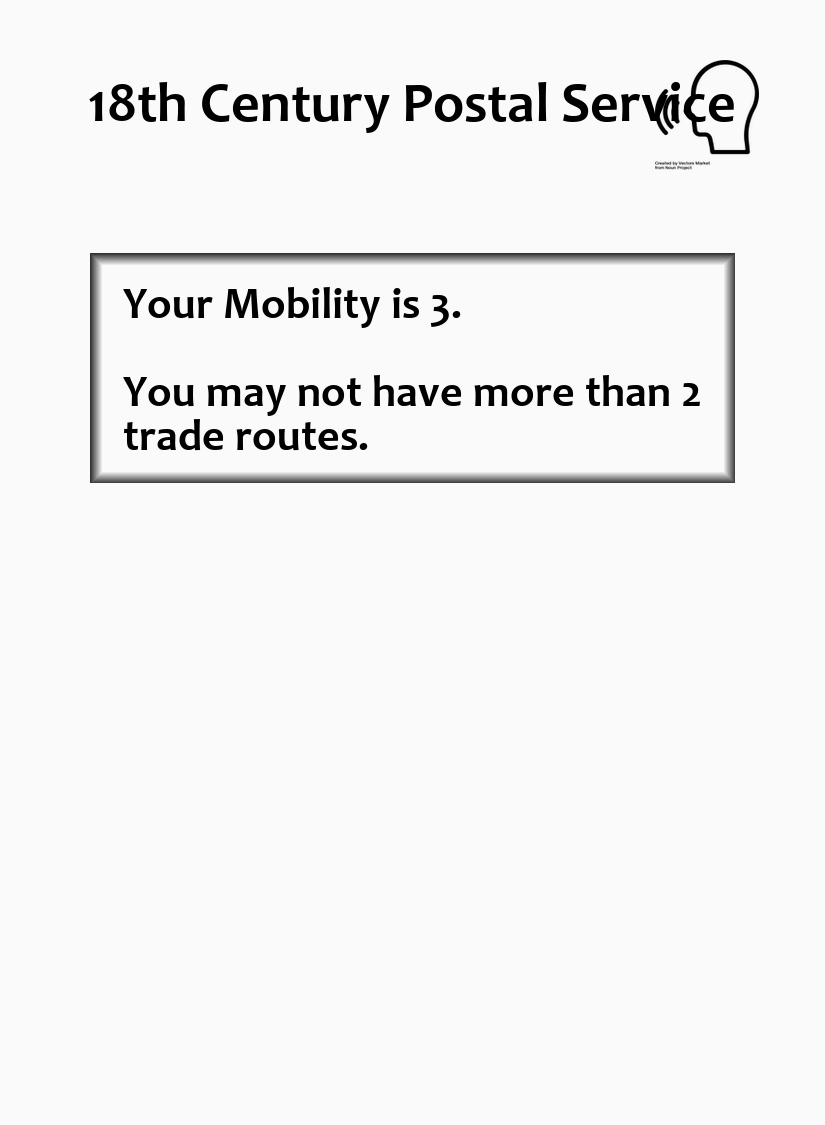 18th Century Postal Service
Created by Vectors Market
from Noun Project
Your Mobility is 3.
You may not have more than 2
trade routes.